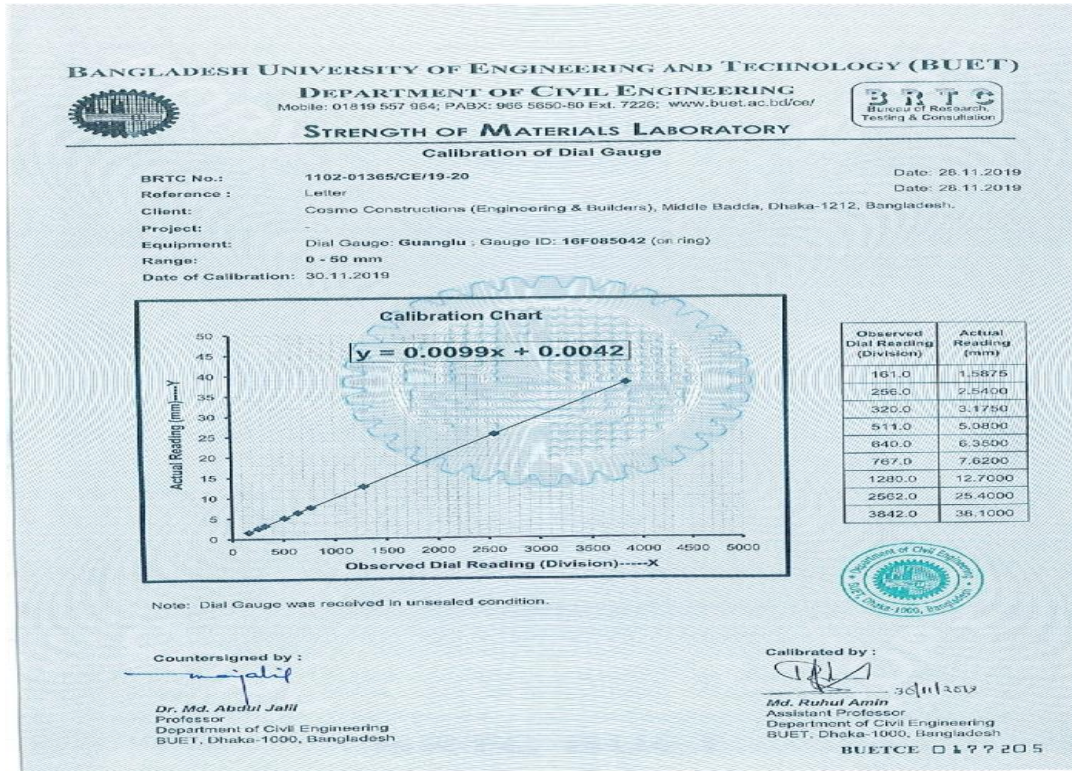 BANGLADESH UNIVERSITY OF ENGINEERING AND TECHNOLOGY (BUET)
DEPARTMENT OF CIVIL ENGINEERING
Mobile: 01819 557 964; PABX: 966 5650-80 Ext. 7226; www.buet.ac.bd/ce/
BRTC
Bureau of Research,
Testing & Consultation
STRENGTH OF MATERIALS LABORATORY
Calibration of Dial Gauge
BRTC No.: 1102-01365/CE/19-20 Date: 28.11.2019
Reference : Letter Date: 28.11.2019
Client: Cosmo Constructions (Engineering & Builders), Middle Badda, Dhaka-1212, Bangladesh.
Project: -
Equipment: Dial Gauge: Guanglu ; Gauge ID: 16F085042 (on ring)
Range: 0 - 50 mm
Date of Calibration: 30.11.2019
Calibration Chart
y = 0.0099x + 0.0042
Actual Reading (mm)----Y
50
45
40
35
30
25
20
15
10
5
0
0 500 1000 1500 2000 2500 3000 3500 4000 4500 5000
Observed Dial Reading (Division)-----X
Observed Dial Reading (Division) Actual Reading (mm)
161.0 1.5875
256.0 2.5400
320.0 3.1750
511.0 5.0800
640.0 6.3500
767.0 7.6200
1280.0 12.7000
2562.0 25.4000
3842.0 38.1000
Department of Civil Engineering
BUET, Dhaka-1000, Bangladesh
Note: Dial Gauge was received in unsealed condition.
Countersigned by :
Dr. Md. Abdul Jalil
Professor
Department of Civil Engineering
BUET, Dhaka-1000, Bangladesh
Calibrated by :
30/11/2019
Md. Ruhul Amin
Assistant Professor
Department of Civil Engineering
BUET, Dhaka-1000, Bangladesh
BUETCE 0177205